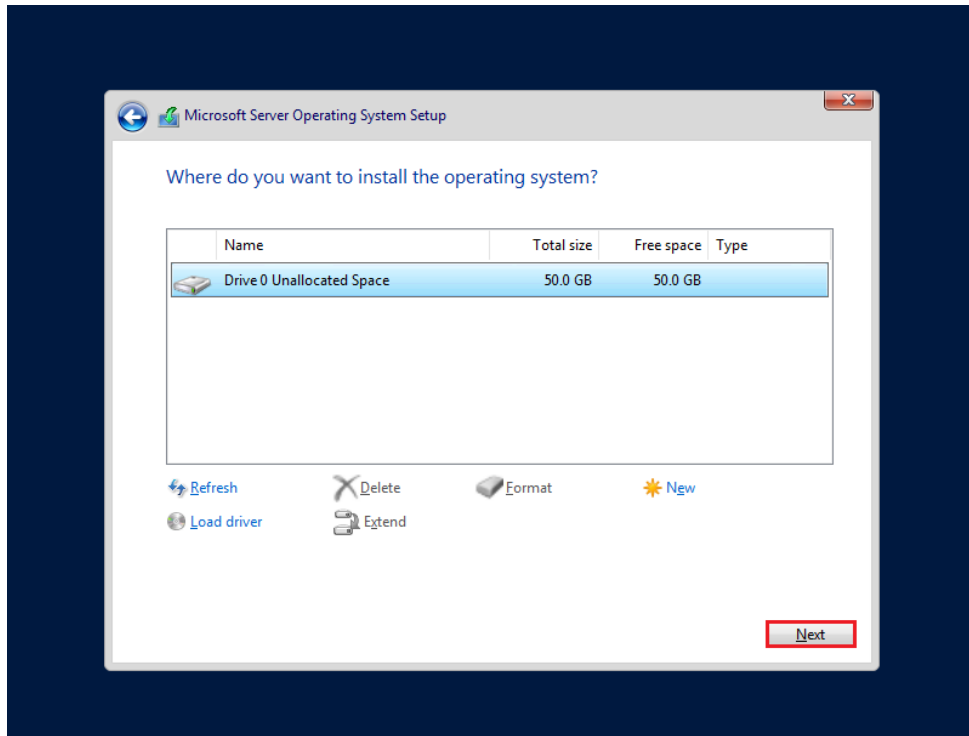 Microsoft Server Operating System Setup
Where do you want to install the operating system?
Name Total size Free space Type
Drive 0 Unallocated Space 50.0 GB 50.0 GB
Refresh Delete Format New
Load driver Extend
Next